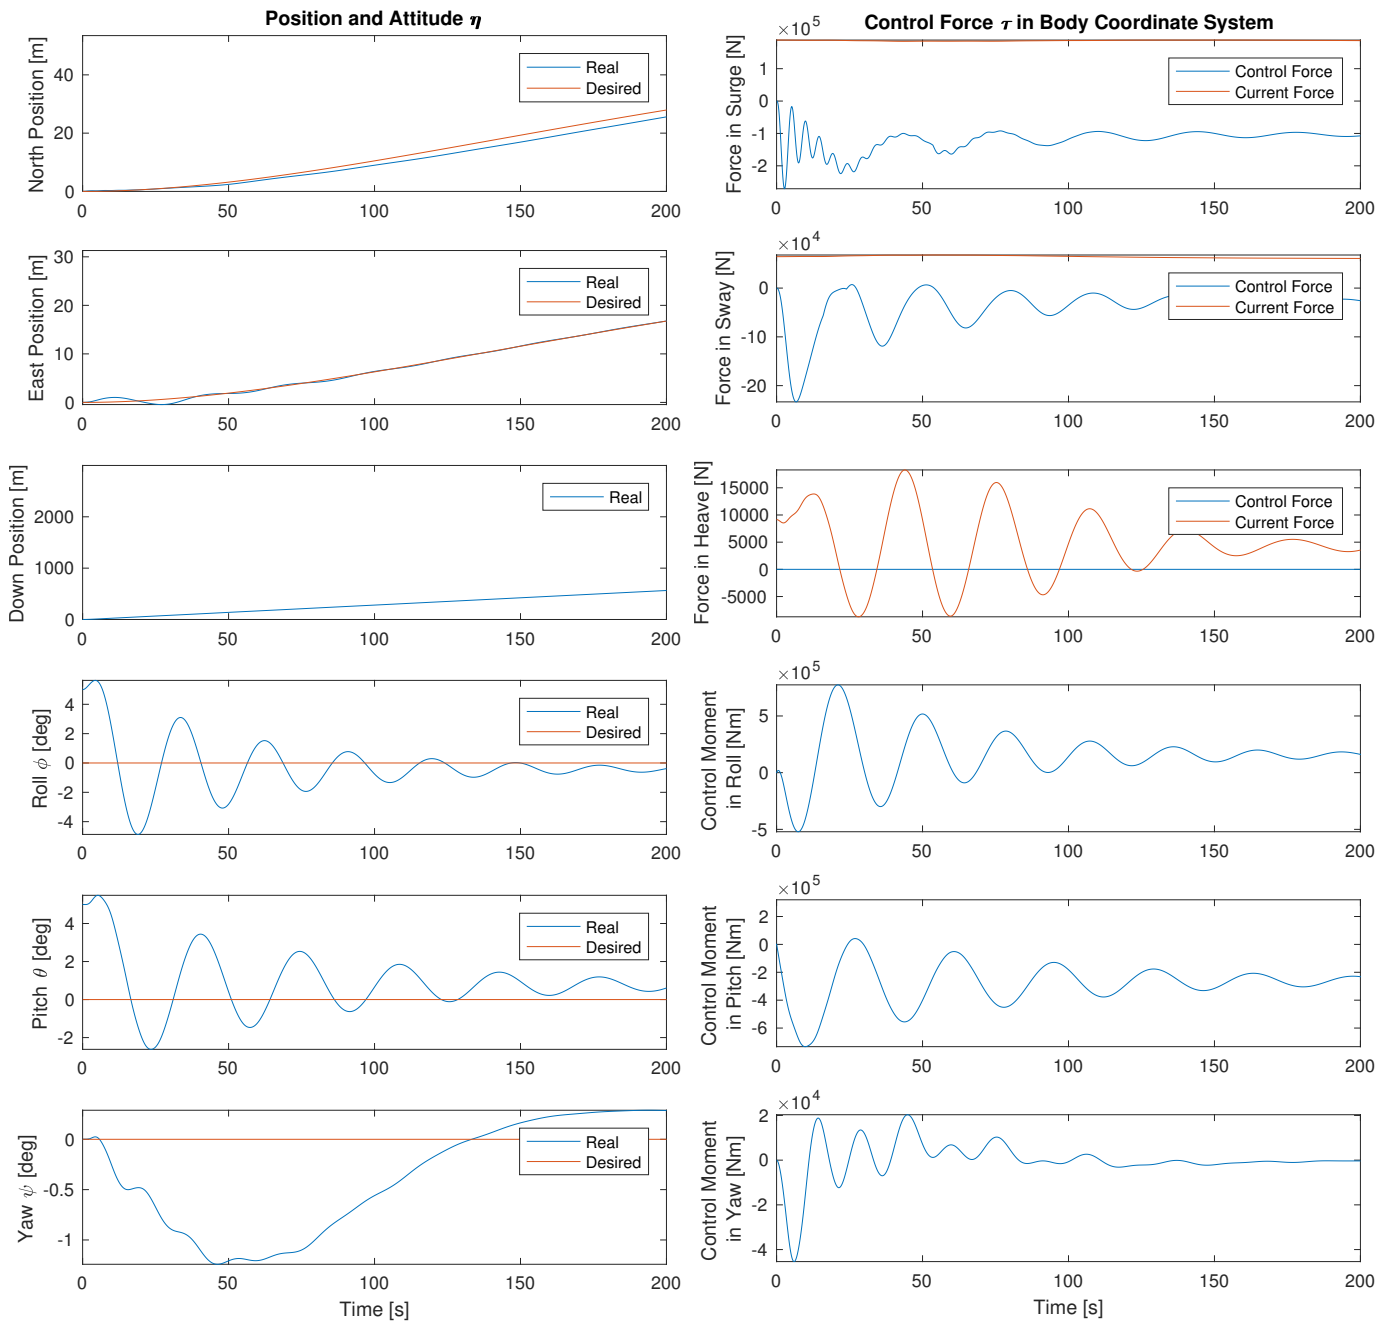 Position and Attitude η
North Position [m]
40
20
0
Real
Desired
0 50 100 150 200
East Position [m]
30
20
10
0
Real
Desired
0 50 100 150 200
Down Position [m]
2000
1000
0
Real
0 50 100 150 200
Roll ϕ [deg]
4
2
0
-2
-4
Real
Desired
0 50 100 150 200
Pitch θ [deg]
4
2
0
-2
Real
Desired
0 50 100 150 200
Yaw ψ [deg]
0
-0.5
-1
Real
Desired
0 50 100 150 200
Time [s]
Control Force τ in Body Coordinate System
×10^5
Force in Surge [N]
1
0
-1
-2
Control Force
Current Force
0 50 100 150 200
×10^4
Force in Sway [N]
0
-10
-20
Control Force
Current Force
0 50 100 150 200
Force in Heave [N]
15000
10000
5000
0
-5000
Control Force
Current Force
0 50 100 150 200
×10^5
Control Moment
in Roll [Nm]
5
0
-5
0 50 100 150 200
×10^5
Control Moment
in Pitch [Nm]
2
0
-2
-4
-6
0 50 100 150 200
×10^4
Control Moment
in Yaw [Nm]
2
0
-2
-4
0 50 100 150 200
Time [s]